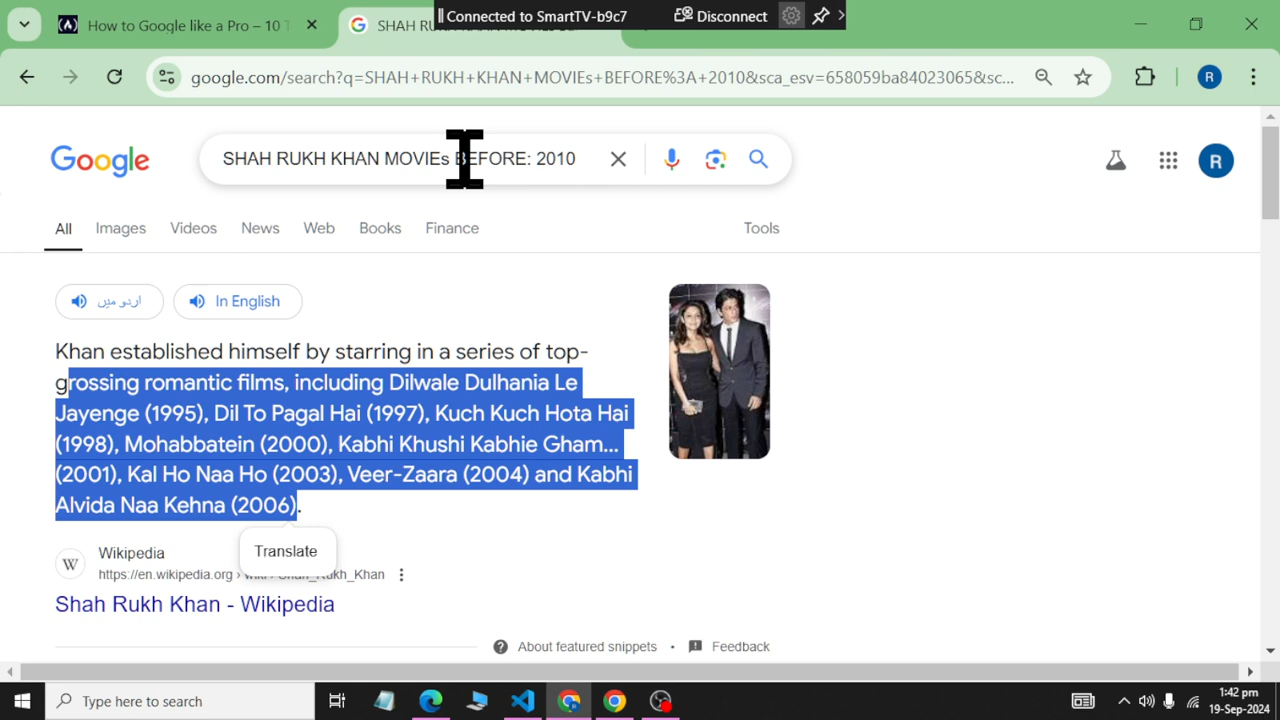 Connected to SmartTV-b9c7
Disconnect
How to Google like a Pro – 10 T
google.com/search?q=SHAH+RUKH+KHAN+MOVIEs+BEFORE%3A+2010&sca_esv=658059ba84023065&sc...
R
Google
SHAH RUKH KHAN MOVIEs BEFORE: 2010
R
All
Images
Videos
News
Web
Books
Finance
Tools
اردو میں
In English
Khan established himself by starring in a series of top-
grossing romantic films, including Dilwale Dulhania Le
Jayenge (1995), Dil To Pagal Hai (1997), Kuch Kuch Hota Hai
(1998), Mohabbatein (2000), Kabhi Khushi Kabhie Gham...
(2001), Kal Ho Naa Ho (2003), Veer-Zaara (2004) and Kabhi
Alvida Naa Kehna (2006).
Translate
W
Wikipedia
https://en.wikipedia.org › wiki › Shah_Rukh_Khan
Shah Rukh Khan - Wikipedia
About featured snippets
Feedback
Type here to search
1:42 pm
19-Sep-2024